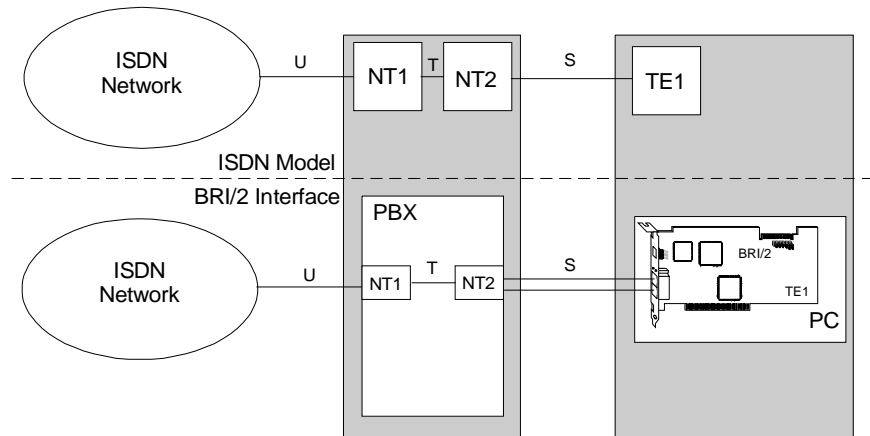 ISDN
Network
U
NT1
T
NT2
S
TE1
ISDN Model
BRI/2 Interface
PBX
ISDN
Network
U
NT1
T
NT2
S
BRI/2
TE1
PC